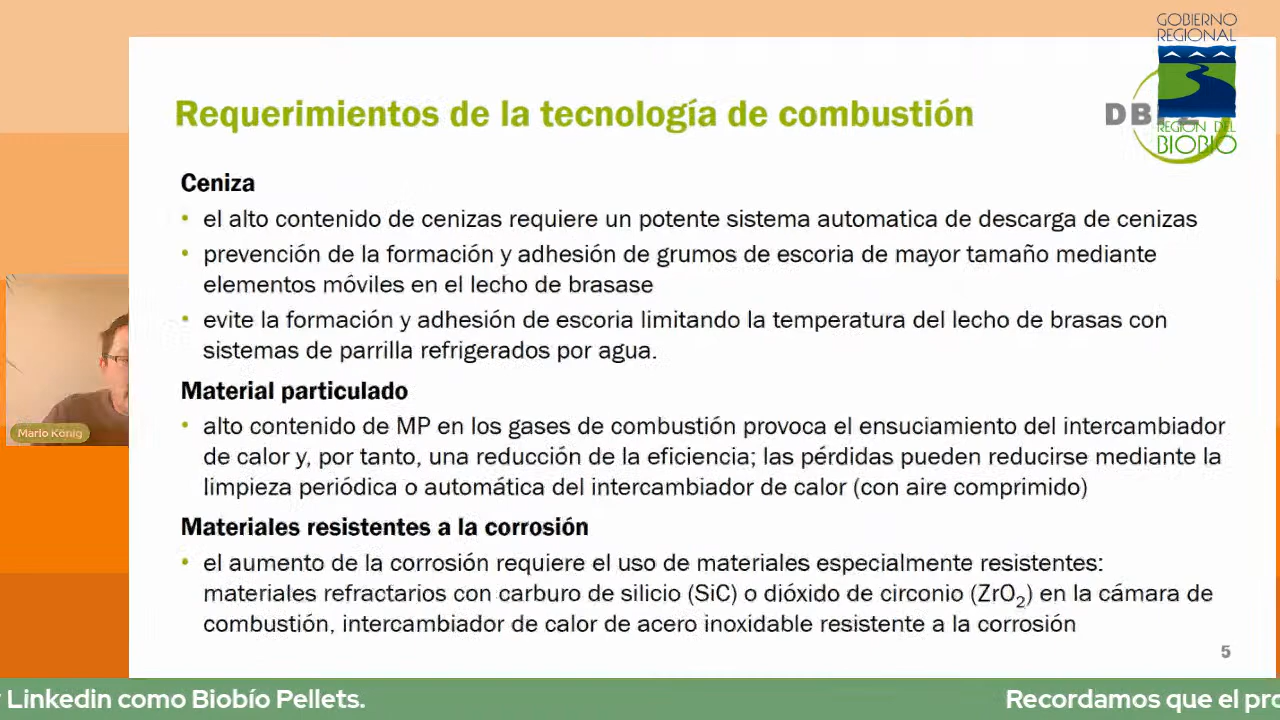 GOBIERNO
REGIONAL
Requerimientos de la tecnología de combustión
DB
REGIÓN DEL
BIOBÍO
Ceniza
• el alto contenido de cenizas requiere un potente sistema automatica de descarga de cenizas
• prevención de la formación y adhesión de grumos de escoria de mayor tamaño mediante
elementos móviles en el lecho de brasase
• evite la formación y adhesión de escoria limitando la temperatura del lecho de brasas con
sistemas de parrilla refrigerados por agua.
Material particulado
• alto contenido de MP en los gases de combustión provoca el ensuciamiento del intercambiador
de calor y, por tanto, una reducción de la eficiencia; las pérdidas pueden reducirse mediante la
limpieza periódica o automática del intercambiador de calor (con aire comprimido)
Mario König
Materiales resistentes a la corrosión
• el aumento de la corrosión requiere el uso de materiales especialmente resistentes:
materiales refractarios con carburo de silicio (SiC) o dióxido de circonio (ZrO₂) en la cámara de
combustión, intercambiador de calor de acero inoxidable resistente a la corrosión
5
Linkedin como Biobío Pellets.
Recordamos que el pro